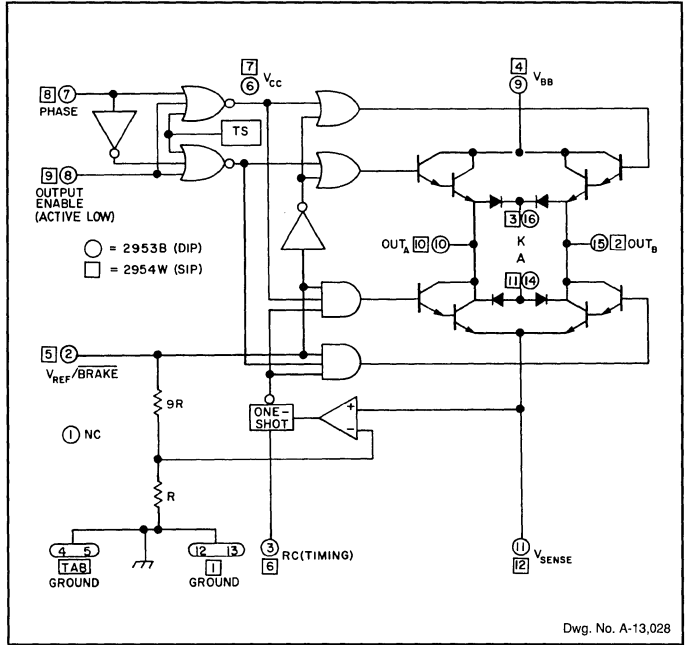 7 6 VCC
4
9 VBB
8 7
PHASE
TS
9 8
OUTPUT
ENABLE
(ACTIVE LOW)
○ = 2953B (DIP)
□ = 2954W (SIP)
3 16
OUTA 10 10
K
A
15 2 OUTB
11 14
5 2
VREF/BRAKE
9R
ONE-
SHOT
+
−
1 NC
R
4 5
TAB
GROUND
12 13
1
GROUND
3 RC(TIMING)
6
11 VSENSE
12
Dwg. No. A-13,028